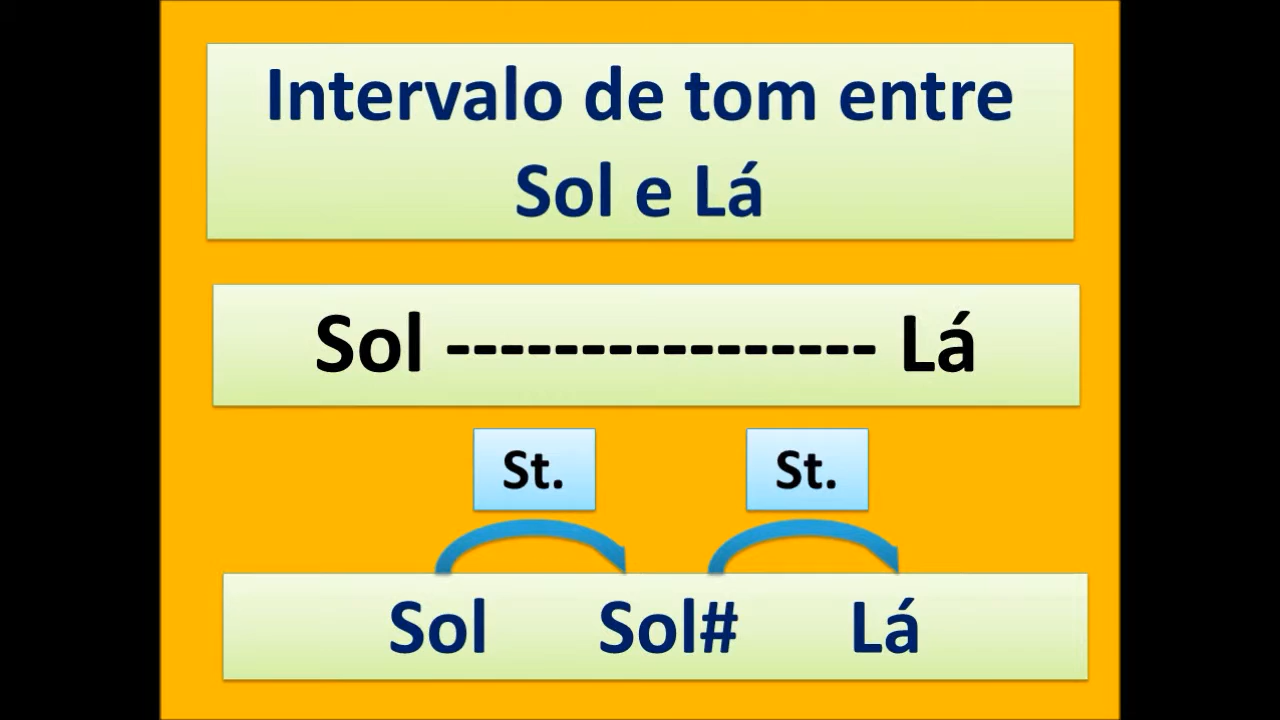 Intervalo de tom entre
Sol e Lá
Sol ---------------- Lá
St. St.
Sol Sol# Lá